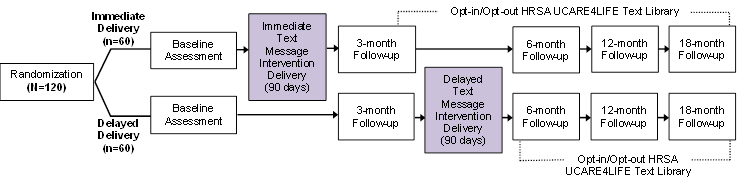 Opt-in/Opt-out HRSA UCARE4LIFE Text Library
Immediate
Delivery
(n=60)
Baseline
Assessment
Immediate
Text
Message
Intervention
Delivery
(90 days)
3-month
Follow-up
6-month
Follow-up
12-month
Follow-up
18-month
Follow-up
Randomization
(N=120)
Delayed
Delivery
(n=60)
Baseline
Assessment
3-month
Follow-up
Delayed
Text
Message
Intervention
Delivery
(90 days)
6-month
Follow-up
12-month
Follow-up
18-month
Follow-up
Opt-in/Opt-out HRSA
UCARE4LIFE Text Library